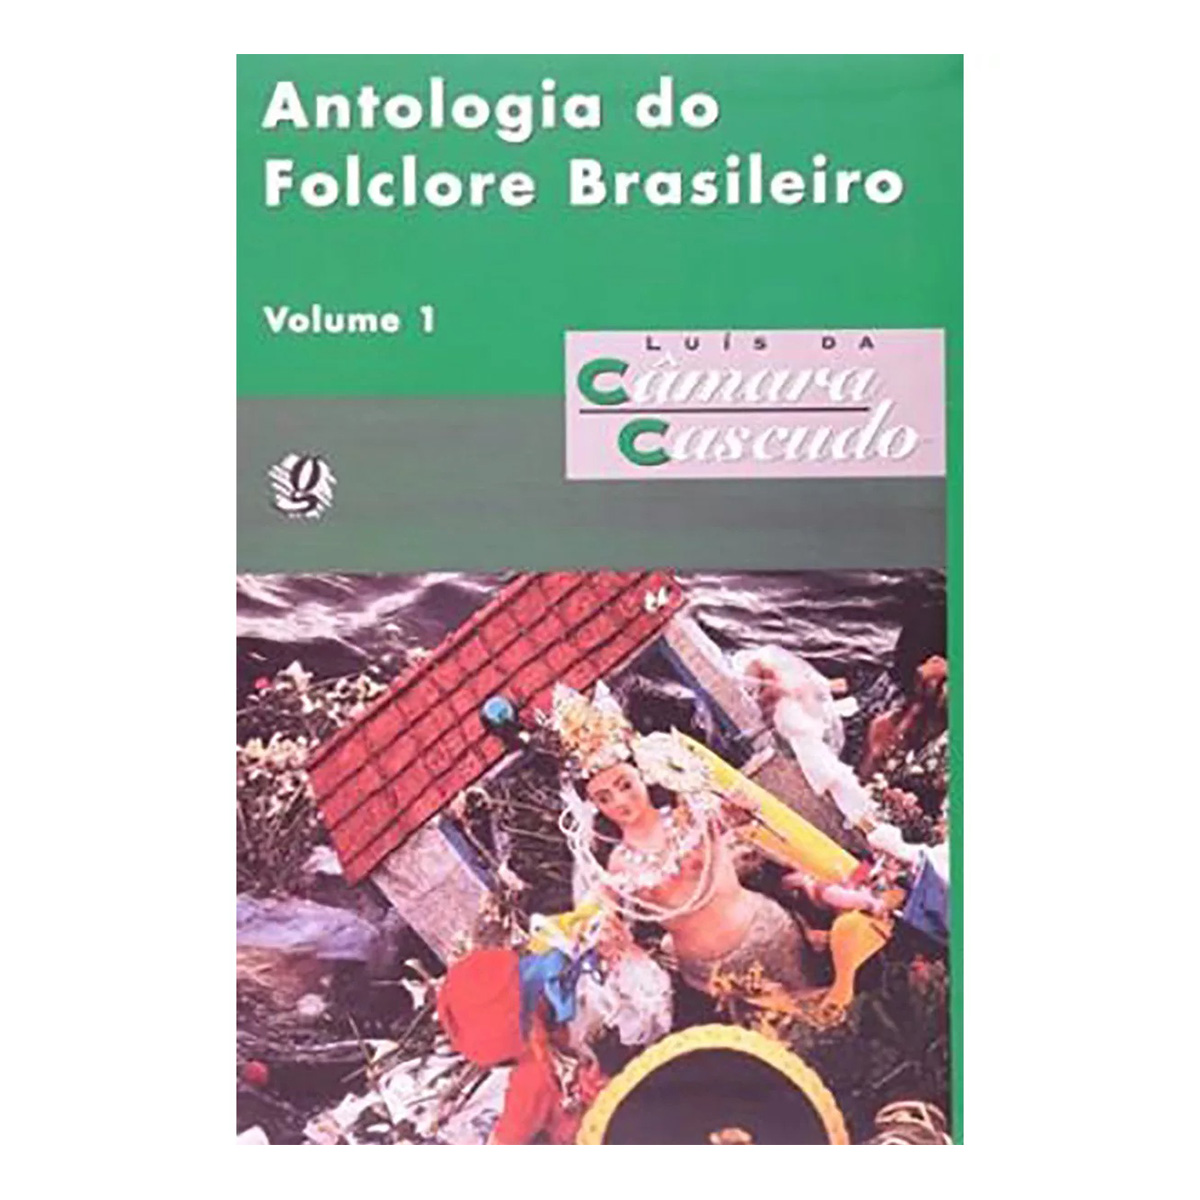 Antologia do
Folclore Brasileiro
Volume 1
LUÍS DA
Câmara
Cascudo
g